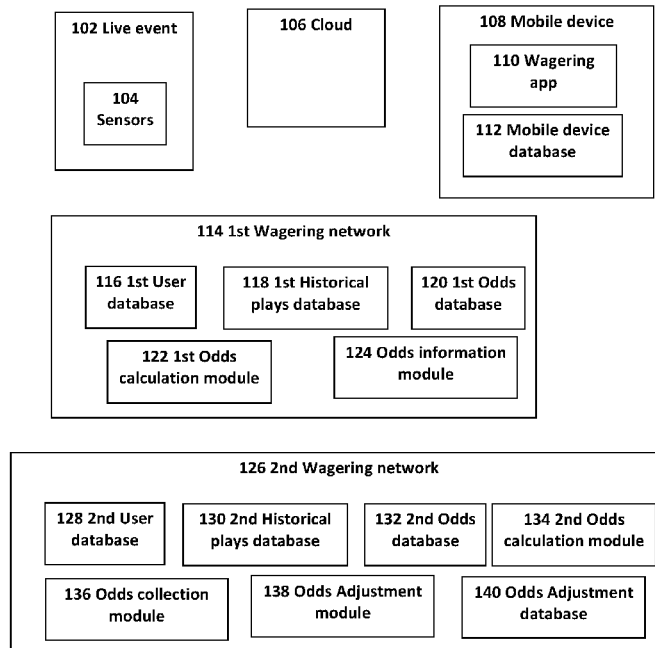 102 Live event
104
Sensors
106 Cloud
108 Mobile device
110 Wagering
app
112 Mobile device
database
114 1st Wagering network
116 1st User
database
118 1st Historical
plays database
120 1st Odds
database
122 1st Odds
calculation module
124 Odds information
module
126 2nd Wagering network
128 2nd User
database
130 2nd Historical
plays database
132 2nd Odds
database
134 2nd Odds
calculation module
136 Odds collection
module
138 Odds Adjustment
module
140 Odds Adjustment
database